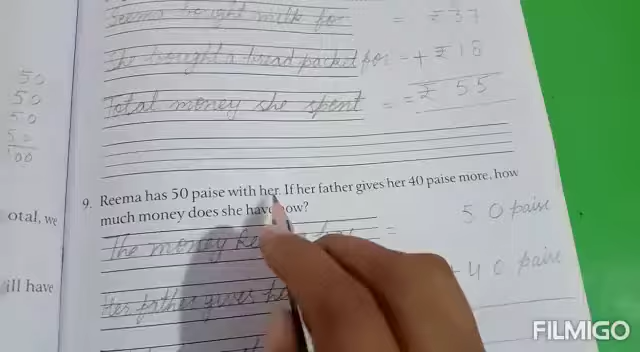 Seema bought milk for = ₹ 37
She bought a bread packet for = + ₹ 18
Total money she spent = = ₹ 55
50
50
50
50
00
9. Reema has 50 paise with her. If her father gives her 40 paise more, how
much money does she have now?
otal, we
The money = 50 paise
ill have
Her father gives + 40 paise
FILMIGO